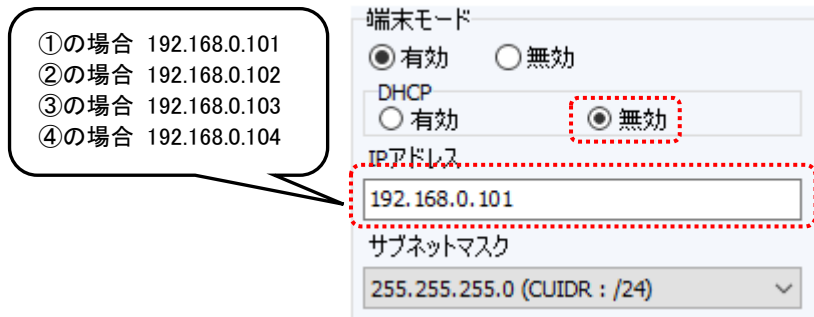 ①の場合 192.168.0.101
②の場合 192.168.0.102
③の場合 192.168.0.103
④の場合 192.168.0.104
端末モード
有効 無効
DHCP
有効 無効
IPアドレス
192.168.0.101
サブネットマスク
255.255.255.0 (CUIDR : /24)